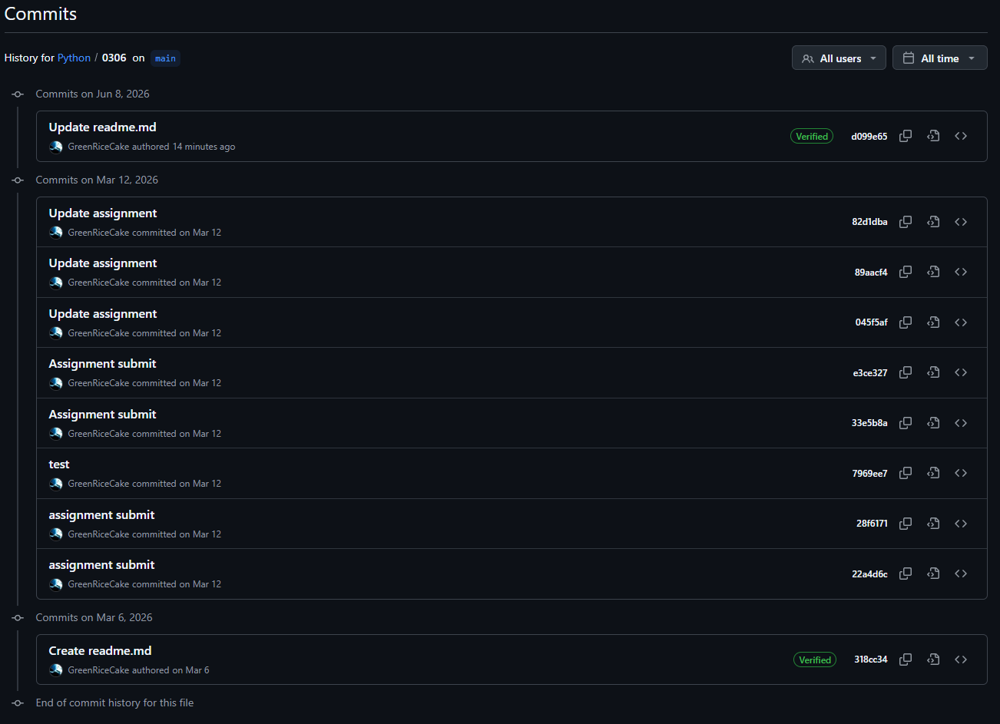 Commits
History for Python / 0306 on main All users All time
Commits on Jun 8, 2026
Update readme.md
GreenRiceCake authored 14 minutes ago
Verified d099e65
Commits on Mar 12, 2026
Update assignment
GreenRiceCake committed on Mar 12
82d1dba
Update assignment
GreenRiceCake committed on Mar 12
89aacf4
Update assignment
GreenRiceCake committed on Mar 12
045f5af
Assignment submit
GreenRiceCake committed on Mar 12
e3ce327
Assignment submit
GreenRiceCake committed on Mar 12
33e5b8a
test
GreenRiceCake committed on Mar 12
7969ee7
assignment submit
GreenRiceCake committed on Mar 12
28f6171
assignment submit
GreenRiceCake committed on Mar 12
22a4d6c
Commits on Mar 6, 2026
Create readme.md
GreenRiceCake authored on Mar 6
Verified 318cc34
End of commit history for this file